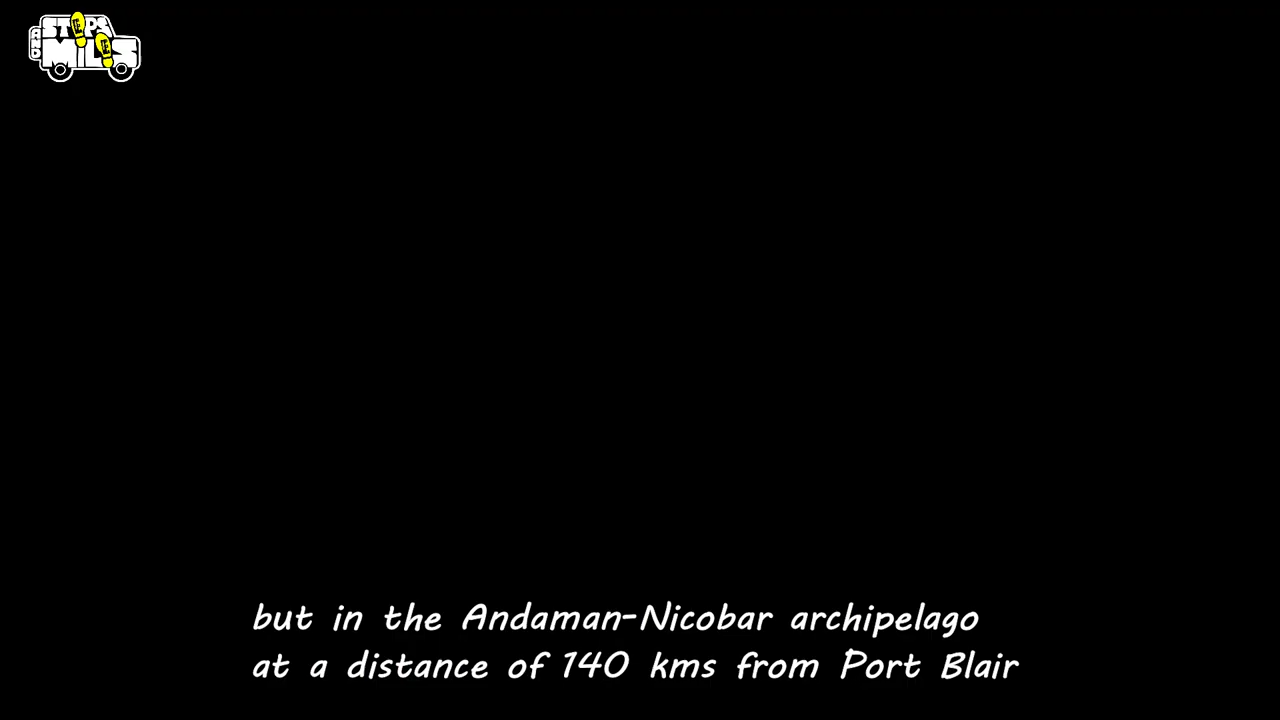 STEPS
AND
MILES
but in the Andaman-Nicobar archipelago
at a distance of 140 kms from Port Blair